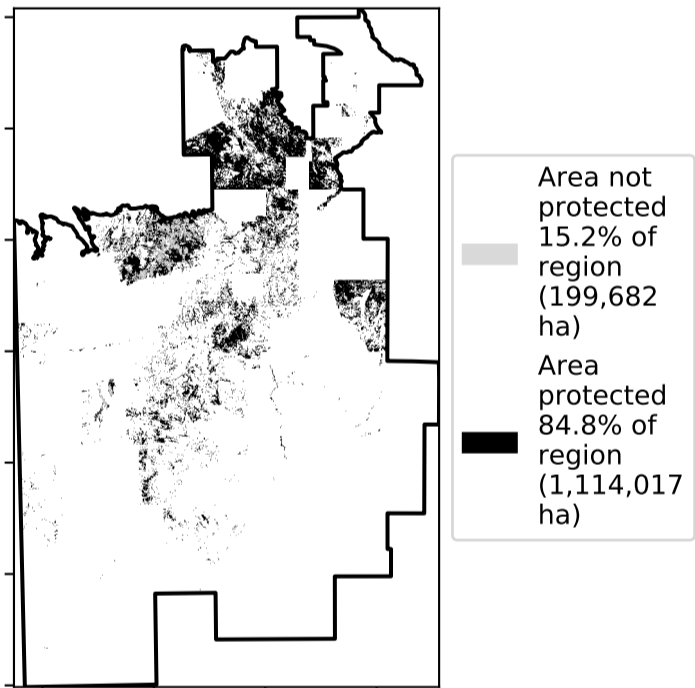 Area not
protected
15.2% of
region
(199,682
ha)
Area
protected
84.8% of
region
(1,114,017
ha)